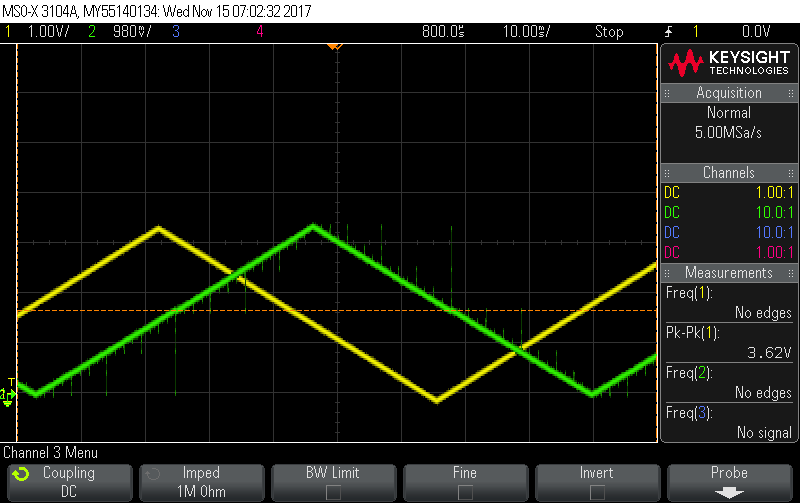 MSO-X 3104A, MY55140134: Wed Nov 15 07:02:32 2017
1 1.00V/ 2 980mV/ 3 4 800.0ms 10.00ms/ Stop 1 0.0V
KEYSIGHT
TECHNOLOGIES
Acquisition
Normal
5.00MSa/s
Channels
DC 1.00:1
DC 10.0:1
DC 10.0:1
DC 1.00:1
Measurements
Freq(1):
No edges
Pk-Pk(1):
3.62V
Freq(2):
No edges
Freq(3):
No signal
T
Channel 3 Menu
Coupling
DC
Imped
1M Ohm
BW Limit
Fine
Invert
Probe